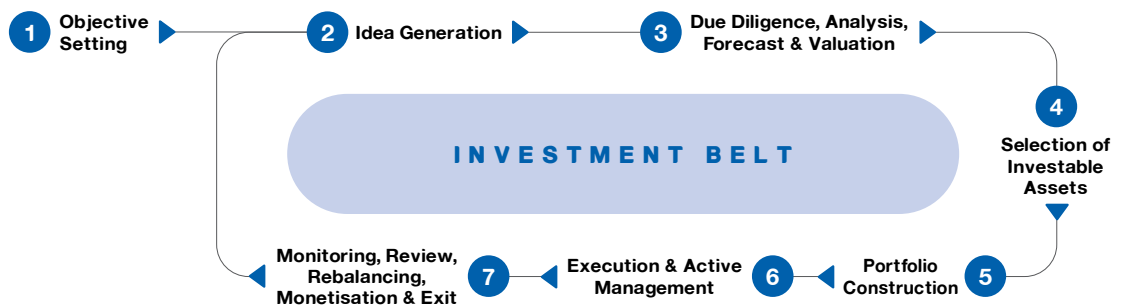 1 Objective
Setting
2 Idea Generation
3 Due Diligence, Analysis,
Forecast & Valuation
4
Selection of
Investable
Assets
INVESTMENT BELT
5 Portfolio
Construction
6 Execution & Active
Management
7 Monitoring, Review,
Rebalancing,
Monetisation & Exit